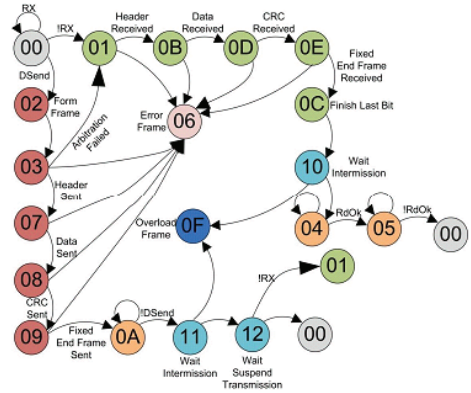 RX
!RX
Header
Received
Data
Received
CRC
Received
00
01
0B
0D
0E
DSend
Fixed
End Frame
Received
02
Form
Frame
Arbitration
Failed
Error
Frame
06
0C
Finish Last Bit
03
10
Wait
Intermission
Header
Sent
07
Overload
Frame
0F
04
RdOk
05
!RdOk
00
Data
Sent
08
CRC
Sent
!RX
01
09
Fixed
End Frame
Sent
0A
!DSend
11
12
00
Wait
Intermission
Wait
Suspend
Transmission